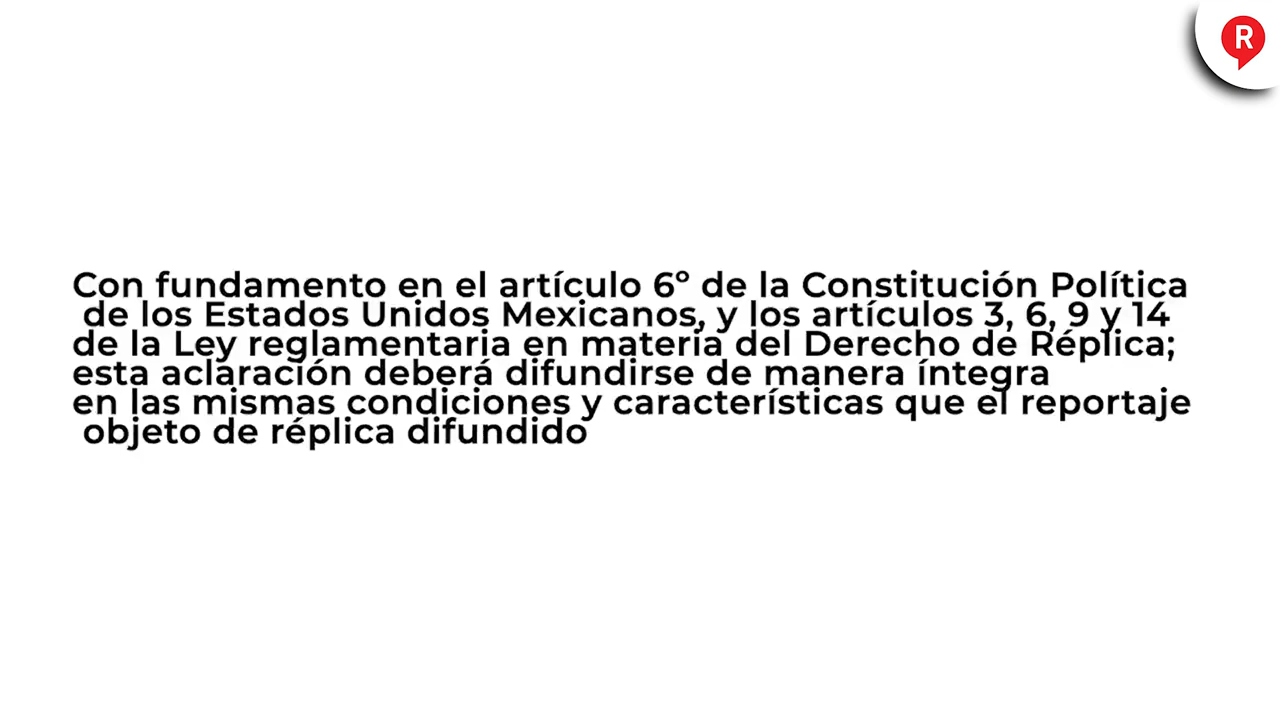 R
Con fundamento en el artículo 6º de la Constitución Política
de los Estados Unidos Mexicanos, y los artículos 3, 6, 9 y 14
de la Ley reglamentaria en materia del Derecho de Réplica;
esta aclaración deberá difundirse de manera íntegra
en las mismas condiciones y características que el reportaje
objeto de réplica difundido